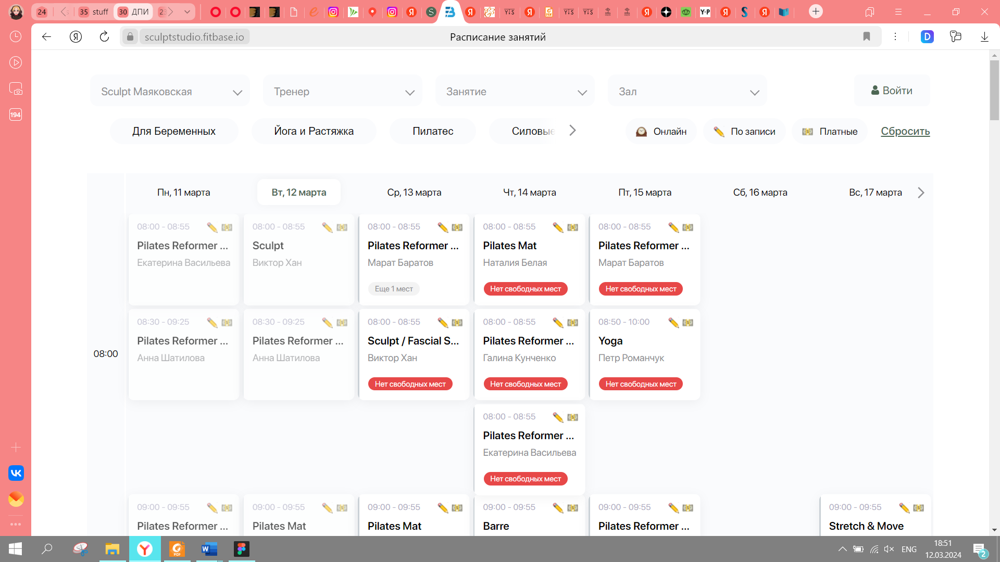 24
35 stuff
30 ДПИ
sculptstudio.fitbase.io
Расписание занятий
194
Sculpt Маяковская
Тренер
Занятие
Зал
Войти
Для Беременных
Йога и Растяжка
Пилатес
Силовые
Онлайн
По записи
Платные
Сбросить
Пн, 11 марта
Вт, 12 марта
Ср, 13 марта
Чт, 14 марта
Пт, 15 марта
Сб, 16 марта
Вс, 17 марта
08:00
08:00 - 08:55
Pilates Reformer ...
Екатерина Васильева
08:00 - 08:55
Sculpt
Виктор Хан
08:00 - 08:55
Pilates Reformer ...
Марат Баратов
Еще 1 мест
08:00 - 08:55
Pilates Mat
Наталия Белая
Нет свободных мест
08:00 - 08:55
Pilates Reformer ...
Марат Баратов
Нет свободных мест
08:30 - 09:25
Pilates Reformer ...
Анна Шатилова
08:30 - 09:25
Pilates Reformer ...
Анна Шатилова
08:00 - 08:55
Sculpt / Fascial S...
Виктор Хан
Нет свободных мест
08:00 - 08:55
Pilates Reformer ...
Галина Кунченко
Нет свободных мест
08:50 - 10:00
Yoga
Петр Романчук
Нет свободных мест
08:00 - 08:55
Pilates Reformer ...
Екатерина Васильева
Нет свободных мест
09:00 - 09:55
Pilates Reformer ...
09:00 - 09:55
Pilates Mat
09:00 - 09:55
Pilates Mat
09:00 - 09:55
Barre
09:00 - 09:55
Pilates Reformer ...
09:00 - 09:55
Stretch & Move
ENG
18:51
12.03.2024
2